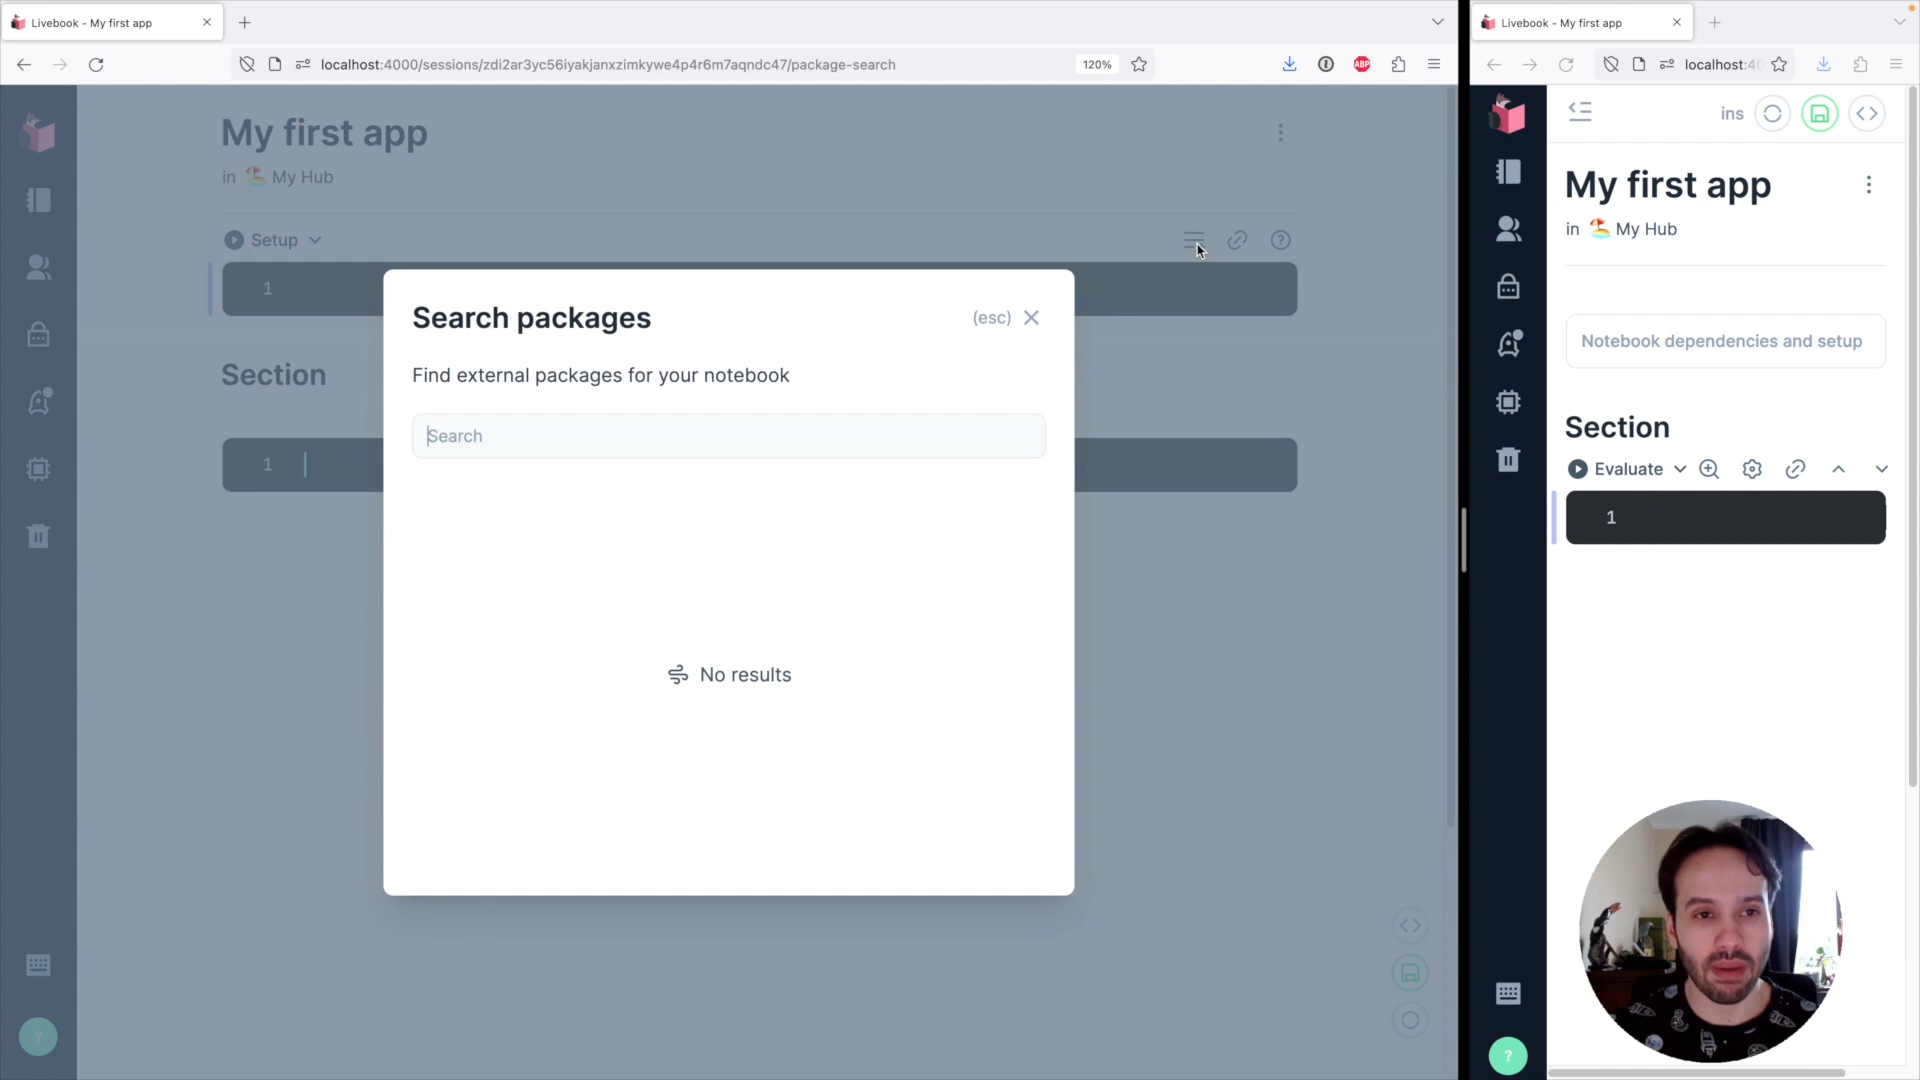 Livebook - My first app
localhost:4000/sessions/zdi2ar3yc56iyakjanxzimkywe4p4r6m7aqndc47/package-search
120%
ABP
My first app
in 🏖️ My Hub
Setup
1
Section
1
Search packages
(esc)
Find external packages for your notebook
Search
No results
?
Livebook - My first app
localhost:40
ins
My first app
in 🏖️ My Hub
Notebook dependencies and setup
Section
Evaluate
1
?